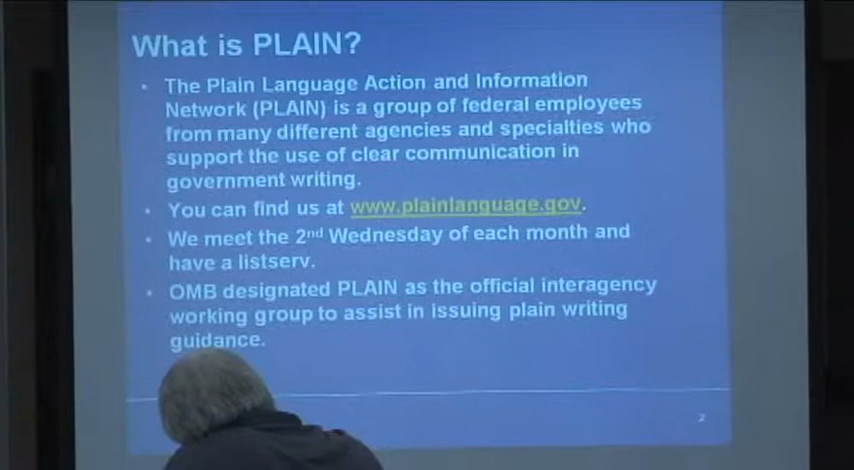 What is PLAIN?
• The Plain Language Action and Information
Network (PLAIN) is a group of federal employees
from many different agencies and specialties who
support the use of clear communication in
government writing.
• You can find us at www.plainlanguage.gov.
• We meet the 2nd Wednesday of each month and
have a listserv.
• OMB designated PLAIN as the official interagency
working group to assist in issuing plain writing
guidance.
2